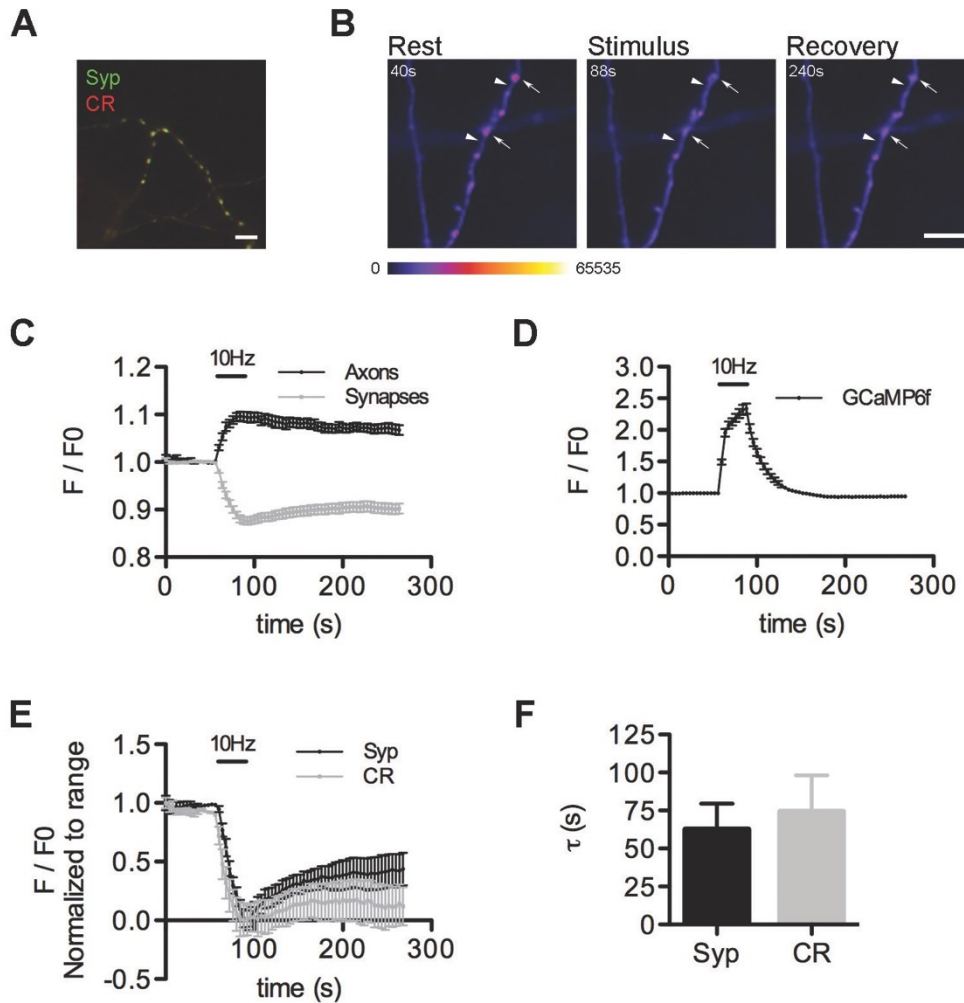 A
Syp
CR
B
Rest
Stimulus
Recovery
40s
88s
240s
0
65535
C
10Hz
Axons
Synapses
1.2
1.1
1.0
0.9
0.8
F / F0
0
100
200
300
time (s)
D
10Hz
GCaMP6f
3.0
2.5
2.0
1.5
1.0
0.5
0.0
F / F0
0
100
200
300
time (s)
E
10Hz
Syp
CR
1.5
1.0
0.5
0.0
-0.5
F / F0
Normalized to range
100
200
300
time (s)
F
125
100
75
50
25
0
τ (s)
Syp
CR